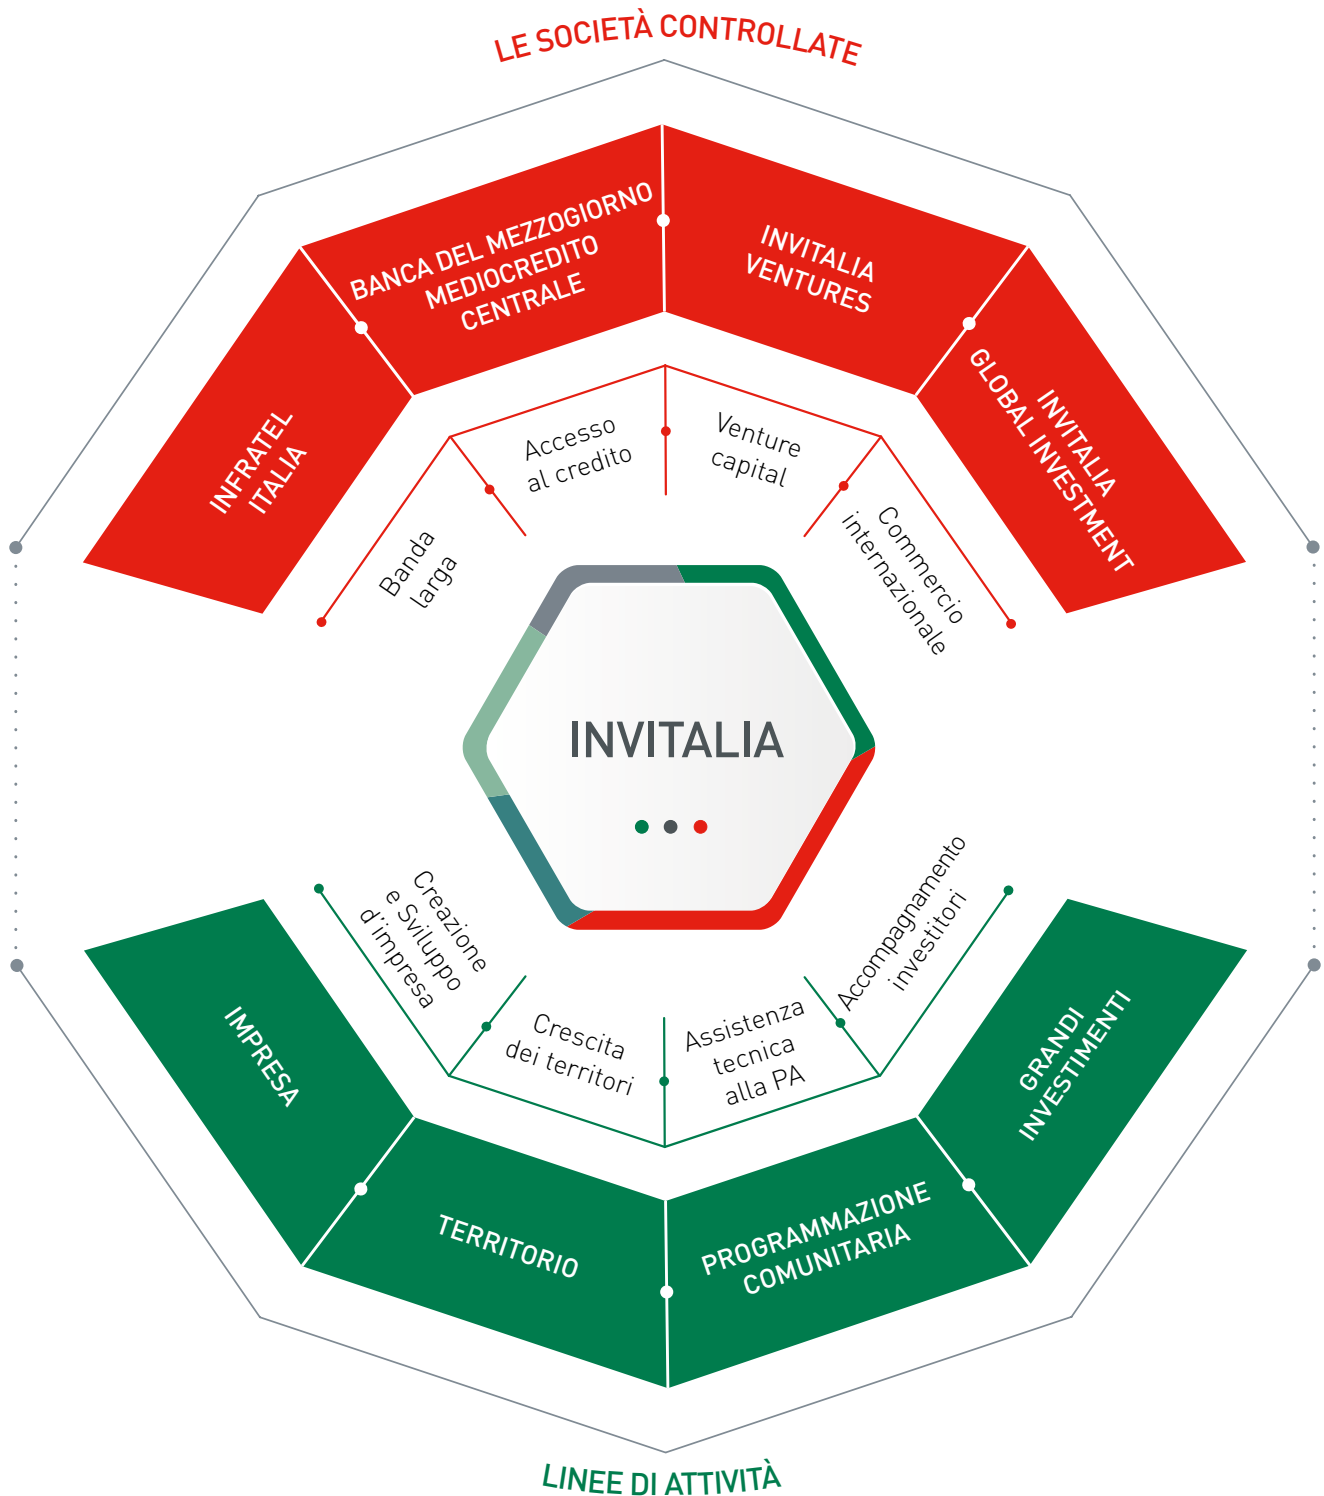 LE SOCIETÀ CONTROLLATE
INFRATEL
ITALIA
BANCA DEL MEZZOGIORNO
MEDIOCREDITO
CENTRALE
INVITALIA
VENTURES
INVITALIA
GLOBAL INVESTMENT
Banda
larga
Accesso
al credito
Venture
capital
Commercio
internazionale
INVITALIA
Creazione
e Sviluppo
d'impresa
Crescita
dei territori
Assistenza
tecnica
alla PA
Accompagnamento
investitori
IMPRESA
TERRITORIO
PROGRAMMAZIONE
COMUNITARIA
GRANDI
INVESTIMENTI
LINEE DI ATTIVITÀ